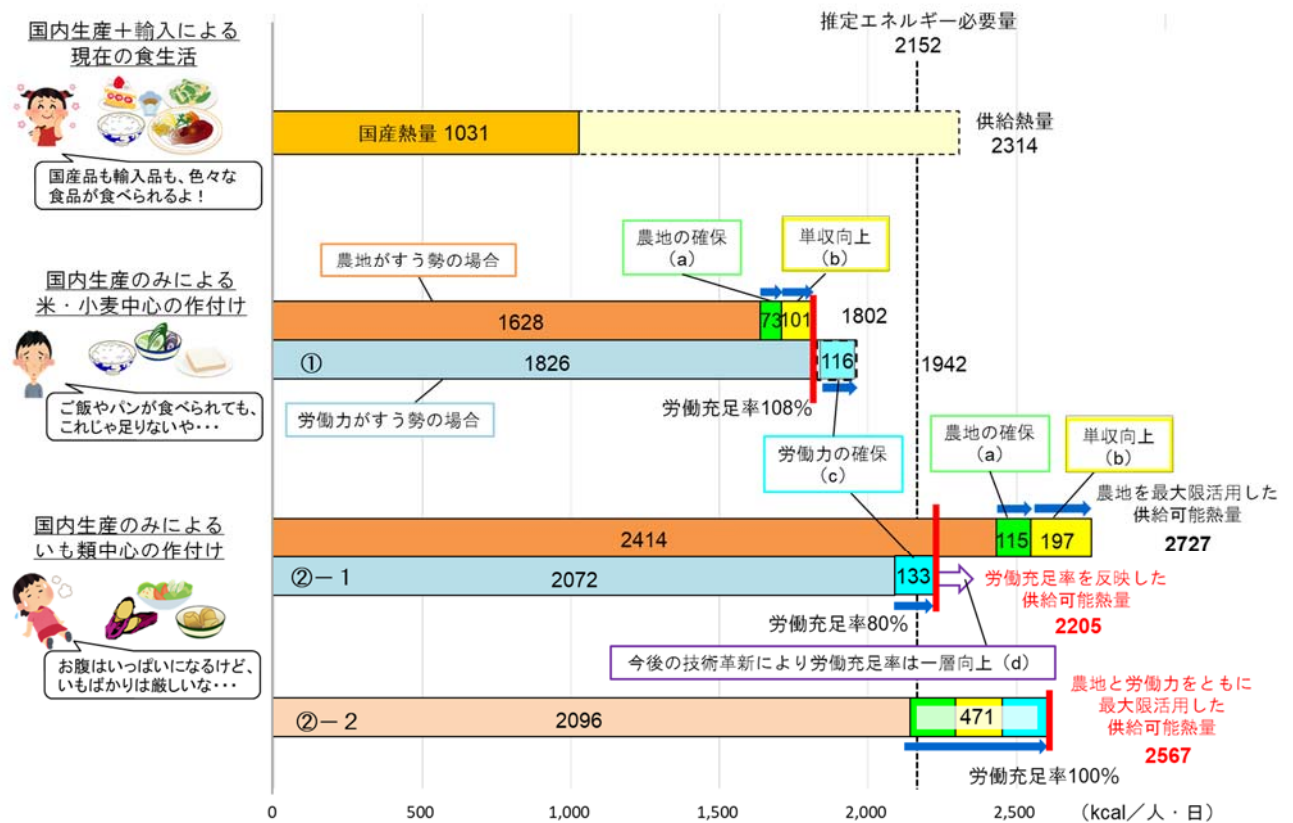 国内生産＋輸入による
現在の食生活
国産品も輸入品も、色々な
食品が食べられるよ！
推定エネルギー必要量
2152
国産熱量 1031
供給熱量
2314
国内生産のみによる
米・小麦中心の作付け
ご飯やパンが食べられても、
これじゃ足りないや・・・
農地がすう勢の場合
農地の確保
（a）
単収向上
（b）
1628
73
101
1802
①
1826
116
1942
労働力がすう勢の場合
労働充足率108%
労働力の確保
（c）
農地の確保
（a）
単収向上
（b）
農地を最大限活用した
供給可能熱量
2727
国内生産のみによる
いも類中心の作付け
お腹はいっぱいになるけど、
いもばかりは厳しいな・・・
2414
115
197
②－1
2072
133
労働充足率を反映した
供給可能熱量
2205
労働充足率80%
今後の技術革新により労働充足率は一層向上（d）
②－２
2096
471
農地と労働力をともに
最大限活用した
供給可能熱量
2567
労働充足率100%
0
500
1,000
1,500
2,000
2,500
（kcal／人・日）